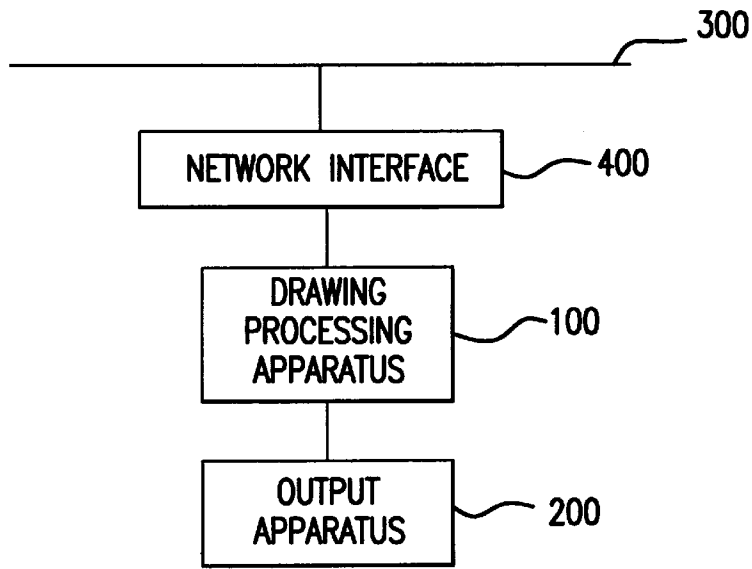 300
NETWORK INTERFACE
400
DRAWING
PROCESSING
APPARATUS
100
OUTPUT
APPARATUS
200